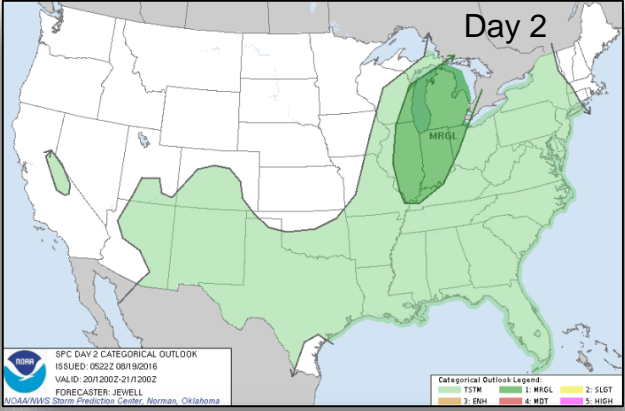 Day 2
MRGL
NOAA
SPC DAY 2 CATEGORICAL OUTLOOK
ISSUED: 0522Z 08/19/2016
VALID: 20/1200Z-21/1200Z
FORECASTER: JEWELL
NOAA/NWS Storm Prediction Center, Norman, Oklahoma
Categorical Outlook Legend:
TSTM 1: MRGL 2: SLGT
3: ENH 4: MDT 5: HIGH